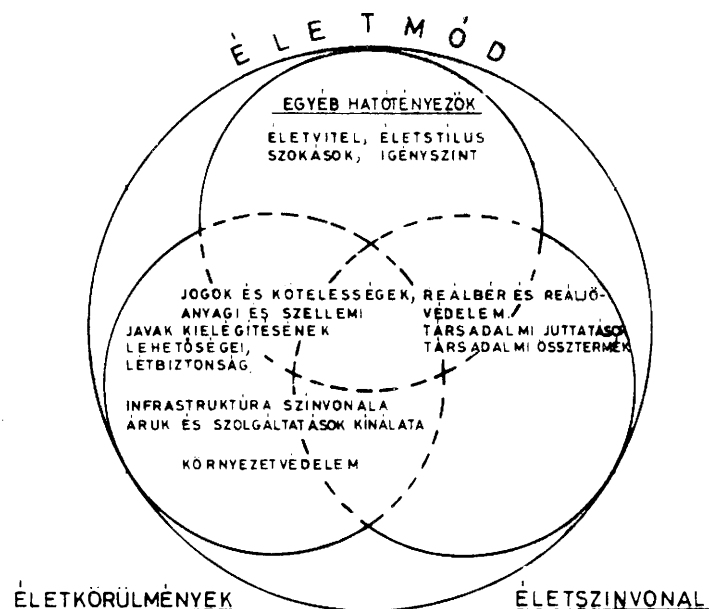 ÉLETMÓD
EGYÉB HATÓTÉNYEZŐK
ÉLETVITEL, ÉLETSTÍLUS
SZOKÁSOK, IGÉNYSZINT
JOGOK ÉS KÖTELESSÉGEK,
ANYAGI ÉS SZELLEMI
JAVAK KIELÉGÍTÉSÉNEK
LEHETŐSÉGEI,
LÉTBIZTONSÁG
INFRASTRUKTÚRA SZÍNVONALA
ÁRUK ÉS SZOLGÁLTATÁSOK KÍNÁLATA
KÖRNYEZETVÉDELEM
REÁLBÉR ÉS REÁLJÖ-
VEDELEM.
TÁRSADALMI JUTTATÁSOK
TÁRSADALMI ÖSSZTERMÉK
ÉLETKÖRÜLMÉNYEK
ÉLETSZINVONAL